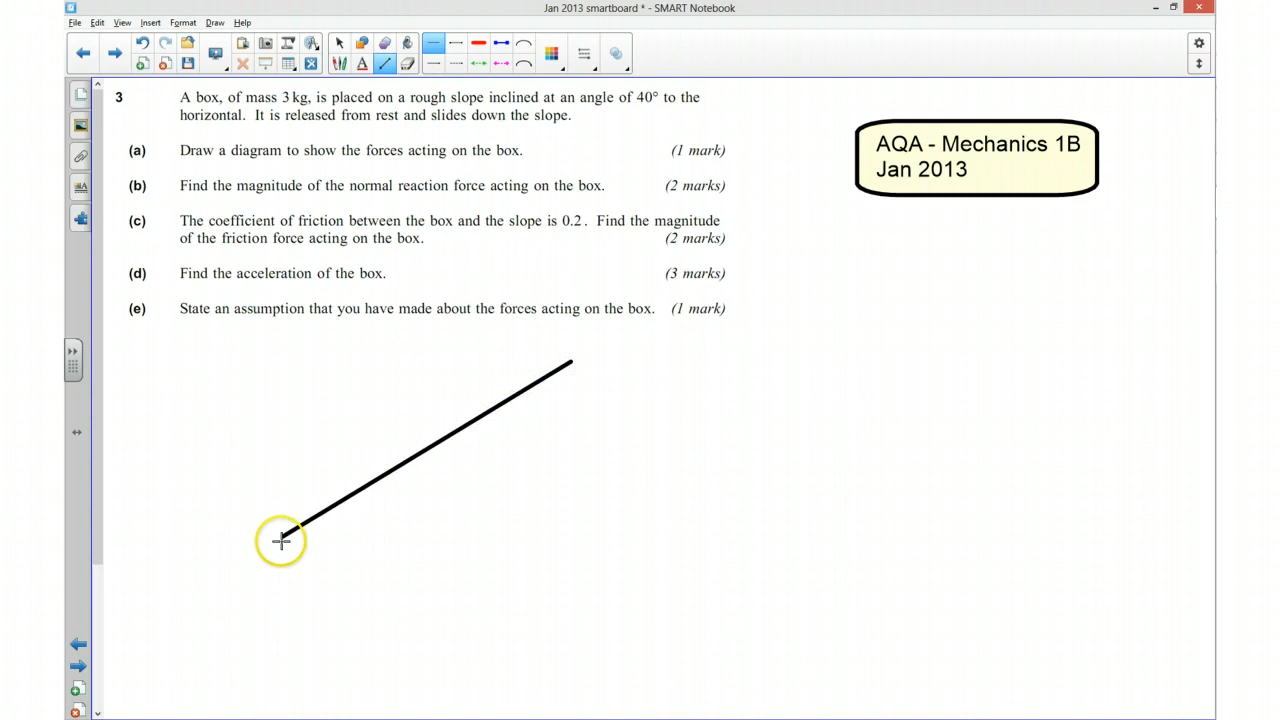 Jan 2013 smartboard * - SMART Notebook
File Edit View Insert Format Draw Help
3 A box, of mass 3 kg, is placed on a rough slope inclined at an angle of 40° to the
horizontal. It is released from rest and slides down the slope.
(a) Draw a diagram to show the forces acting on the box. (1 mark)
(b) Find the magnitude of the normal reaction force acting on the box. (2 marks)
(c) The coefficient of friction between the box and the slope is 0.2 . Find the magnitude
of the friction force acting on the box. (2 marks)
(d) Find the acceleration of the box. (3 marks)
(e) State an assumption that you have made about the forces acting on the box. (1 mark)
AQA - Mechanics 1B
Jan 2013